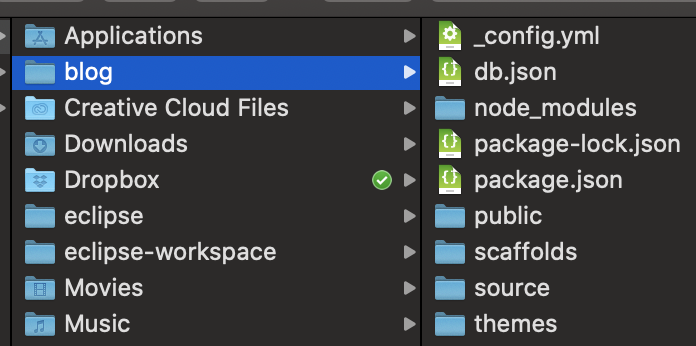 Applications
blog
Creative Cloud Files
Downloads
Dropbox
eclipse
eclipse-workspace
Movies
Music
_config.yml
db.json
node_modules
package-lock.json
package.json
public
scaffolds
source
themes